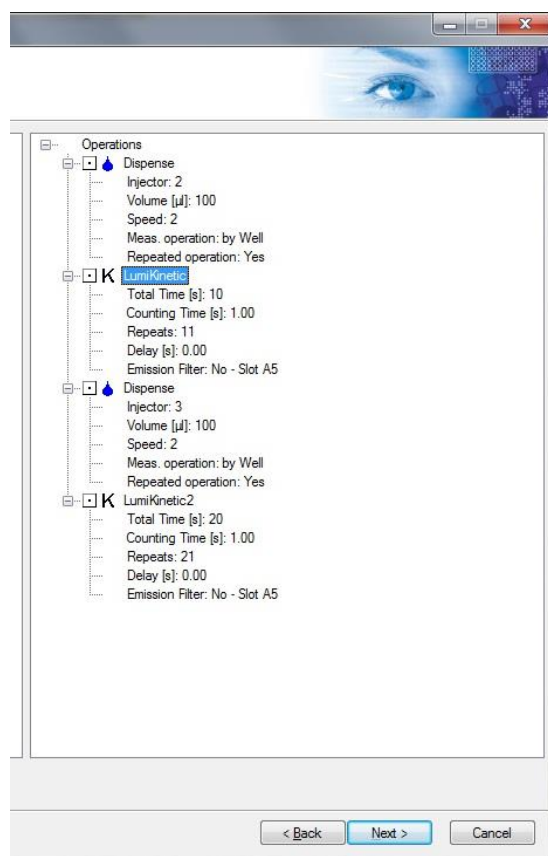 Operations
Dispense
Injector: 2
Volume [µl]: 100
Speed: 2
Meas. operation: by Well
Repeated operation: Yes
K LumiKinetic
Total Time [s]: 10
Counting Time [s]: 1.00
Repeats: 11
Delay [s]: 0.00
Emission Filter: No - Slot A5
Dispense
Injector: 3
Volume [µl]: 100
Speed: 2
Meas. operation: by Well
Repeated operation: Yes
K LumiKinetic2
Total Time [s]: 20
Counting Time [s]: 1.00
Repeats: 21
Delay [s]: 0.00
Emission Filter: No - Slot A5
< Back Next > Cancel